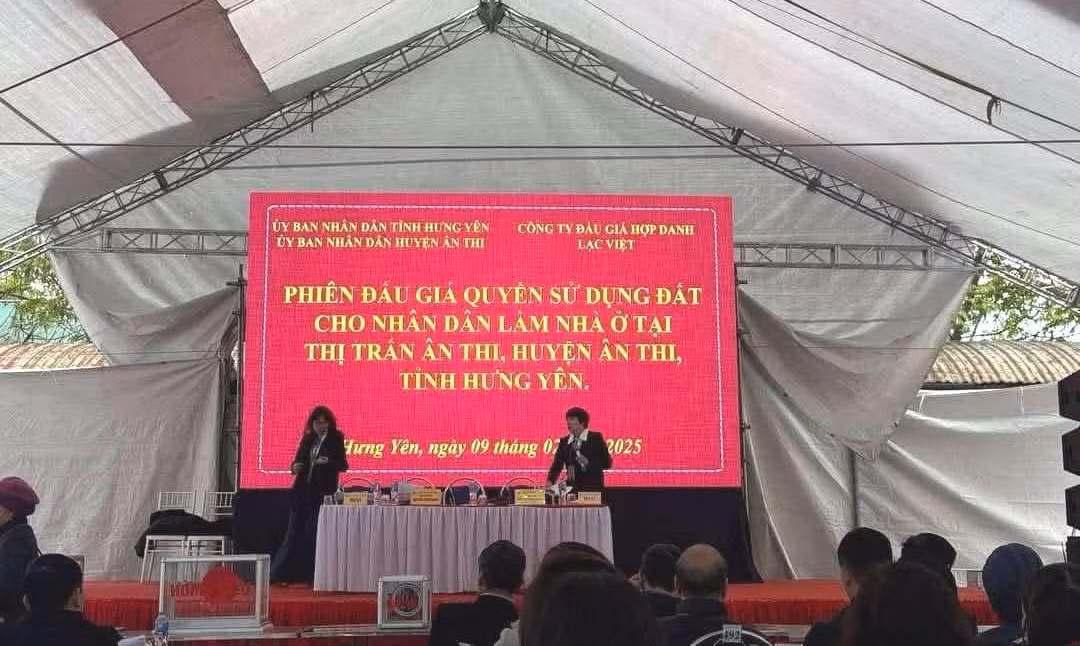 ỦY BAN NHÂN DÂN TỈNH HƯNG YÊN
ỦY BAN NHÂN DÂN HUYỆN ÂN THI
CÔNG TY ĐẤU GIÁ HỢP DANH
LẠC VIỆT
PHIÊN ĐẤU GIÁ QUYỀN SỬ DỤNG ĐẤT
CHO NHÂN DÂN LÀM NHÀ Ở TẠI
THỊ TRẤN ÂN THI, HUYỆN ÂN THI,
TỈNH HƯNG YÊN.
Hưng Yên, ngày 09 tháng 02 2025
492